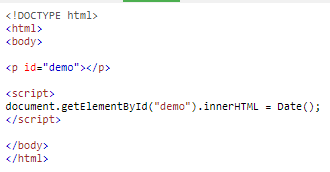 <!DOCTYPE html>
<html>
<body>
<p id="demo"></p>
<script>
document.getElementById("demo").innerHTML = Date();
</script>
</body>
</html>